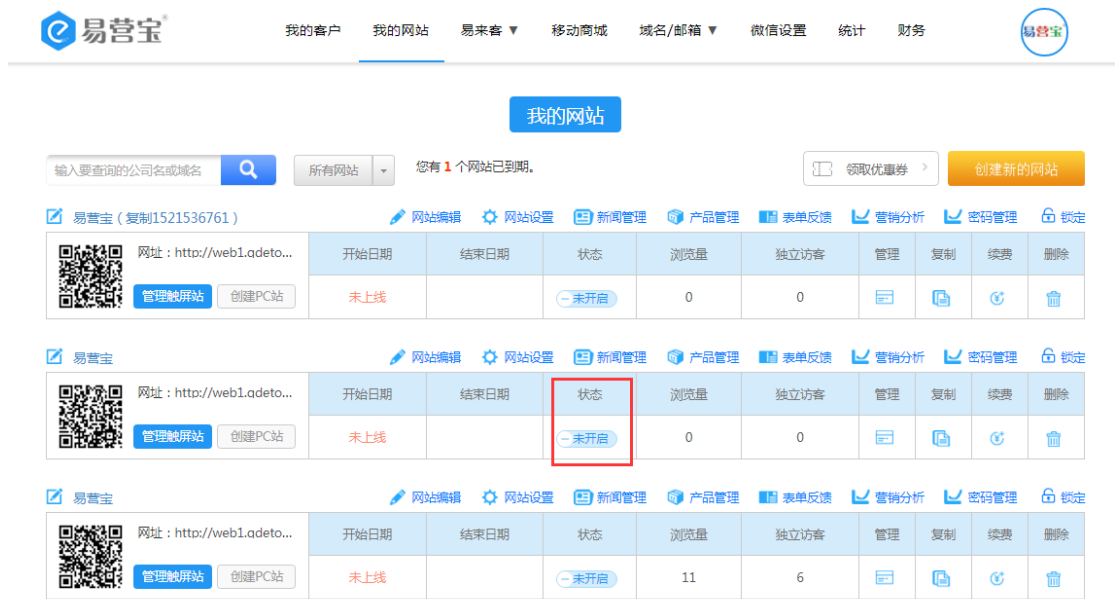 易营宝®
我的客户 我的网站 易来客 ▼ 移动商城 域名/邮箱 ▼ 微信设置 统计 财务
易营宝
我的网站
输入要查询的公司名或域名 所有网站 您有 1 个网站已到期。 领取优惠券 创建新的网站
易营宝 ( 复制1521536761 ) 网站编辑 网站设置 新闻管理 产品管理 表单反馈 营销分析 密码管理 锁定
网址：http://web1.qdeto... 开始日期 结束日期 状态 浏览量 独立访客 管理 复制 续费 删除
管理触屏站 创建PC站 未上线 未开启 0 0
易营宝 网站编辑 网站设置 新闻管理 产品管理 表单反馈 营销分析 密码管理 锁定
网址：http://web1.qdeto... 开始日期 结束日期 状态 浏览量 独立访客 管理 复制 续费 删除
管理触屏站 创建PC站 未上线 未开启 0 0
易营宝 网站编辑 网站设置 新闻管理 产品管理 表单反馈 营销分析 密码管理 锁定
网址：http://web1.qdeto... 开始日期 结束日期 状态 浏览量 独立访客 管理 复制 续费 删除
管理触屏站 创建PC站 未上线 未开启 11 6